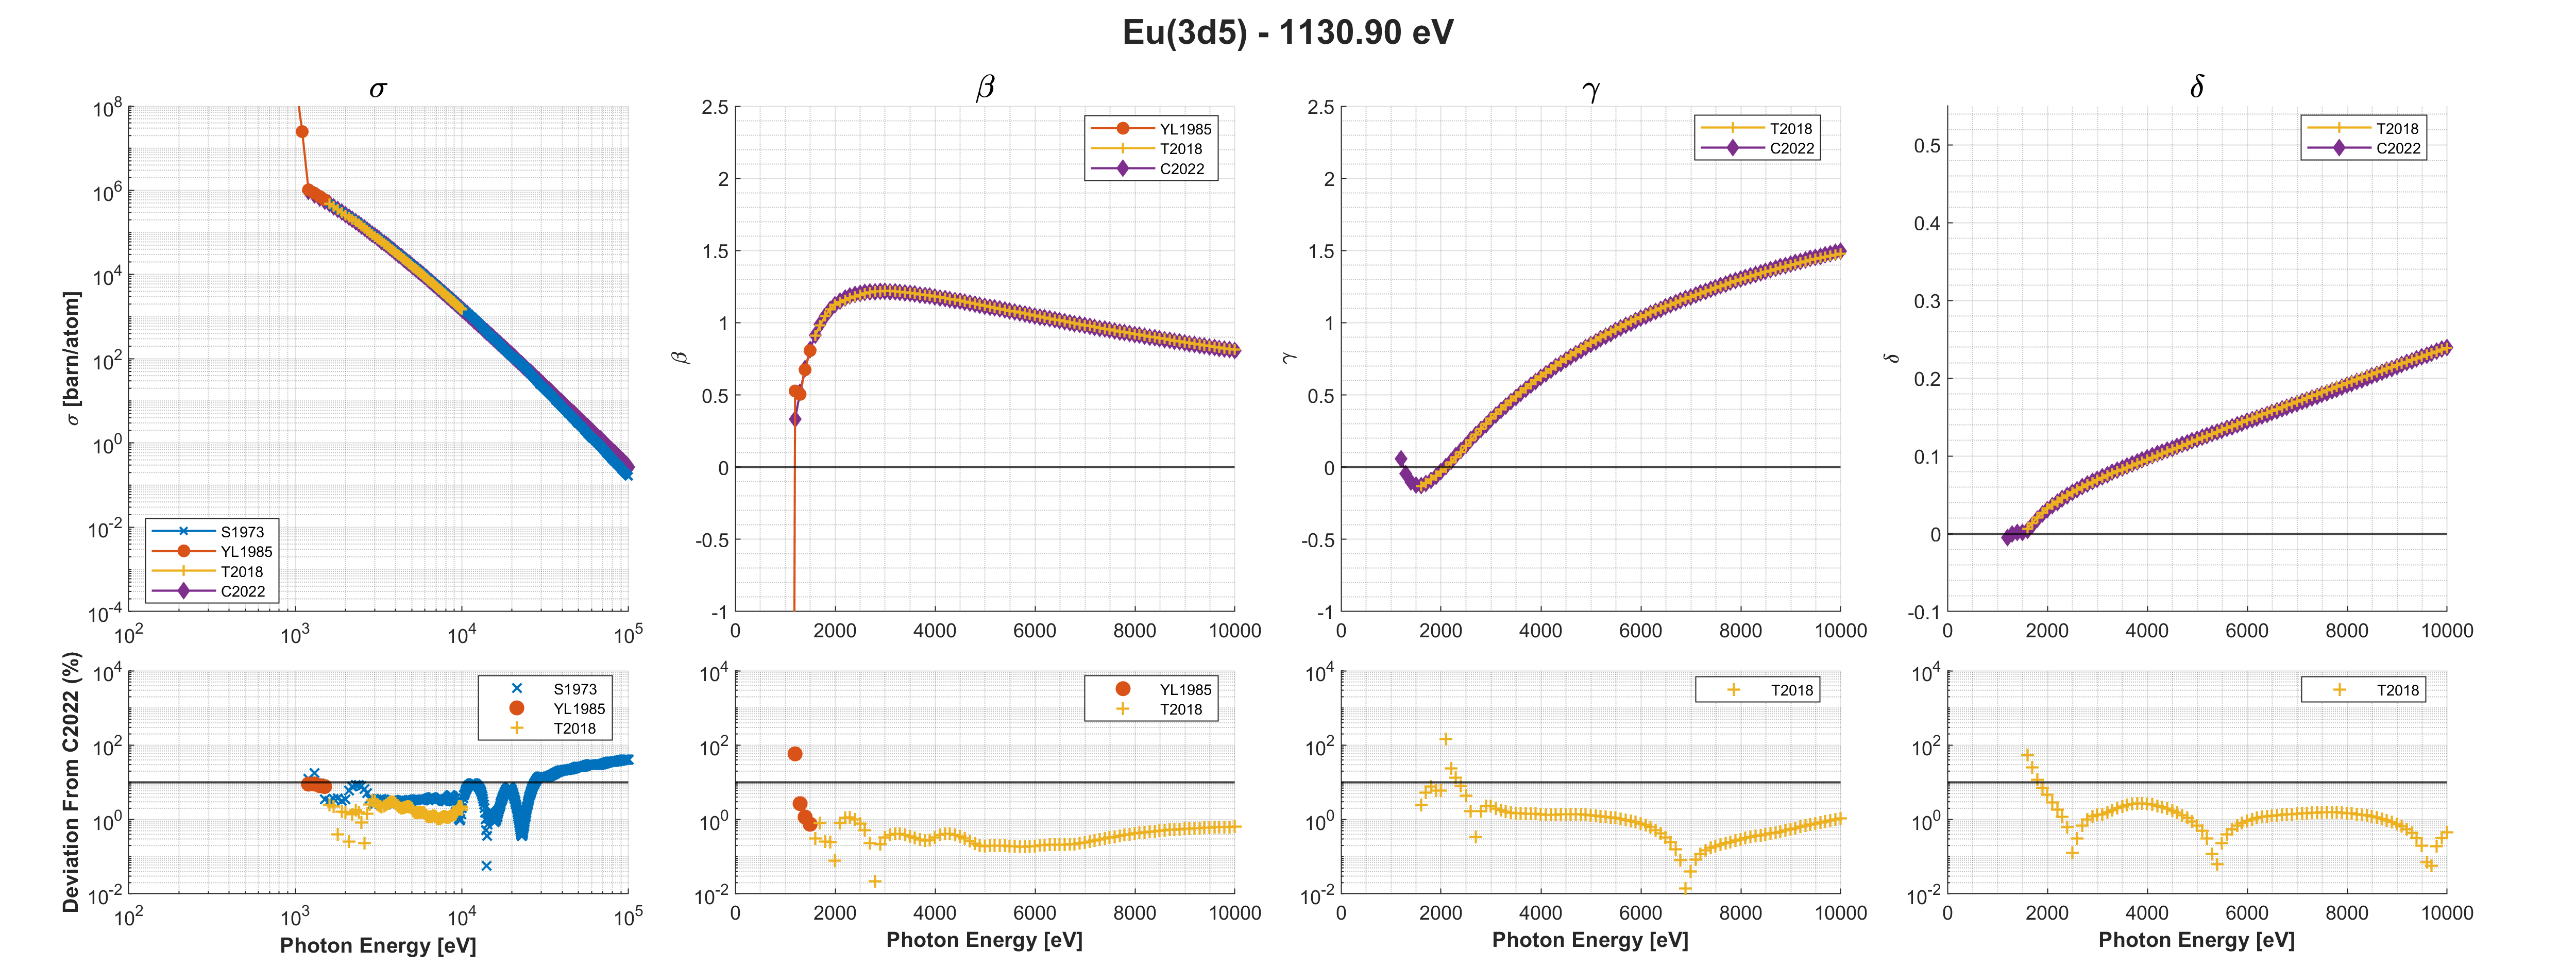 Eu(3d5) - 1130.90 eV
σ
σ [barn/atom]
10^8
10^6
10^4
10^2
10^0
10^-2
10^-4
10^2
10^3
10^4
10^5
S1973
YL1985
T2018
C2022
β
β
2.5
2
1.5
1
0.5
0
-0.5
-1
0
2000
4000
6000
8000
10000
YL1985
T2018
C2022
γ
γ
2.5
2
1.5
1
0.5
0
-0.5
-1
0
2000
4000
6000
8000
10000
T2018
C2022
δ
δ
0.5
0.4
0.3
0.2
0.1
0
-0.1
0
2000
4000
6000
8000
10000
T2018
C2022
Deviation From C2022 (%)
10^4
10^2
10^0
10^-2
10^2
10^3
10^4
10^5
S1973
YL1985
T2018
Photon Energy [eV]
10^4
10^2
10^0
10^-2
0
2000
4000
6000
8000
10000
YL1985
T2018
Photon Energy [eV]
10^4
10^2
10^0
10^-2
0
2000
4000
6000
8000
10000
T2018
Photon Energy [eV]
10^4
10^2
10^0
10^-2
0
2000
4000
6000
8000
10000
T2018
Photon Energy [eV]